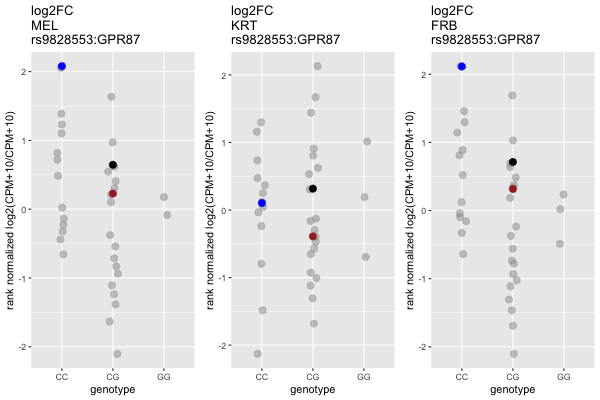 log2FC
MEL
rs9828553:GPR87
rank normalized log2(CPM+10/CPM+10)
2
1
0
-1
-2
CC
CG
GG
genotype
log2FC
KRT
rs9828553:GPR87
rank normalized log2(CPM+10/CPM+10)
2
1
0
-1
-2
CC
CG
GG
genotype
log2FC
FRB
rs9828553:GPR87
rank normalized log2(CPM+10/CPM+10)
2
1
0
-1
-2
CC
CG
GG
genotype